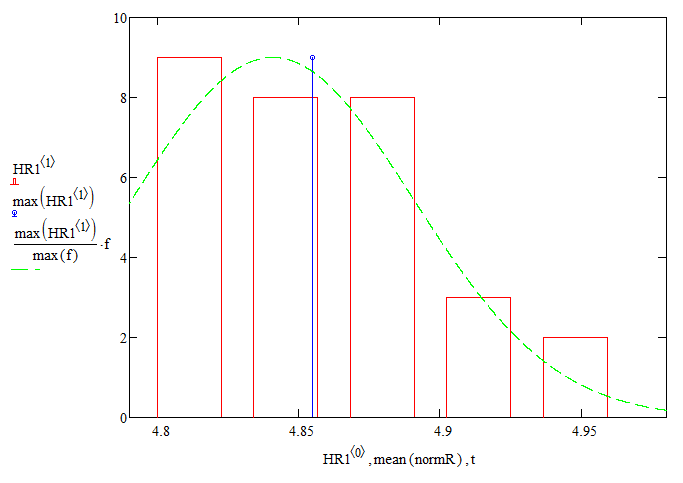 10
8
6
4
2
0
HR1⟨1⟩
max(HR1⟨1⟩)
max(HR1⟨1⟩)
max(f)
·f
4.8 4.85 4.9 4.95
HR1⟨0⟩,mean(normR),t